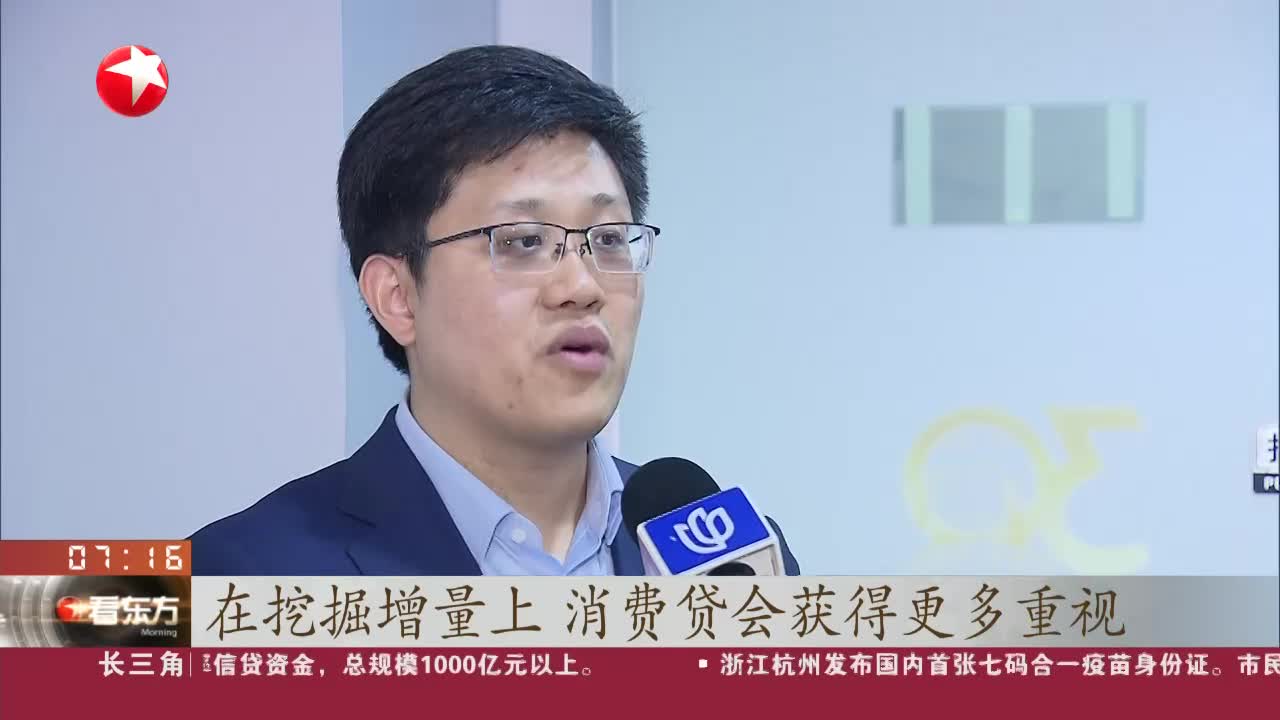 07:16
看东方
Morning
在挖掘增量上 消费贷会获得更多重视
长三角
信贷资金，总规模1000亿元以上。
▪浙江杭州发布国内首张七码合一疫苗身份证。市民